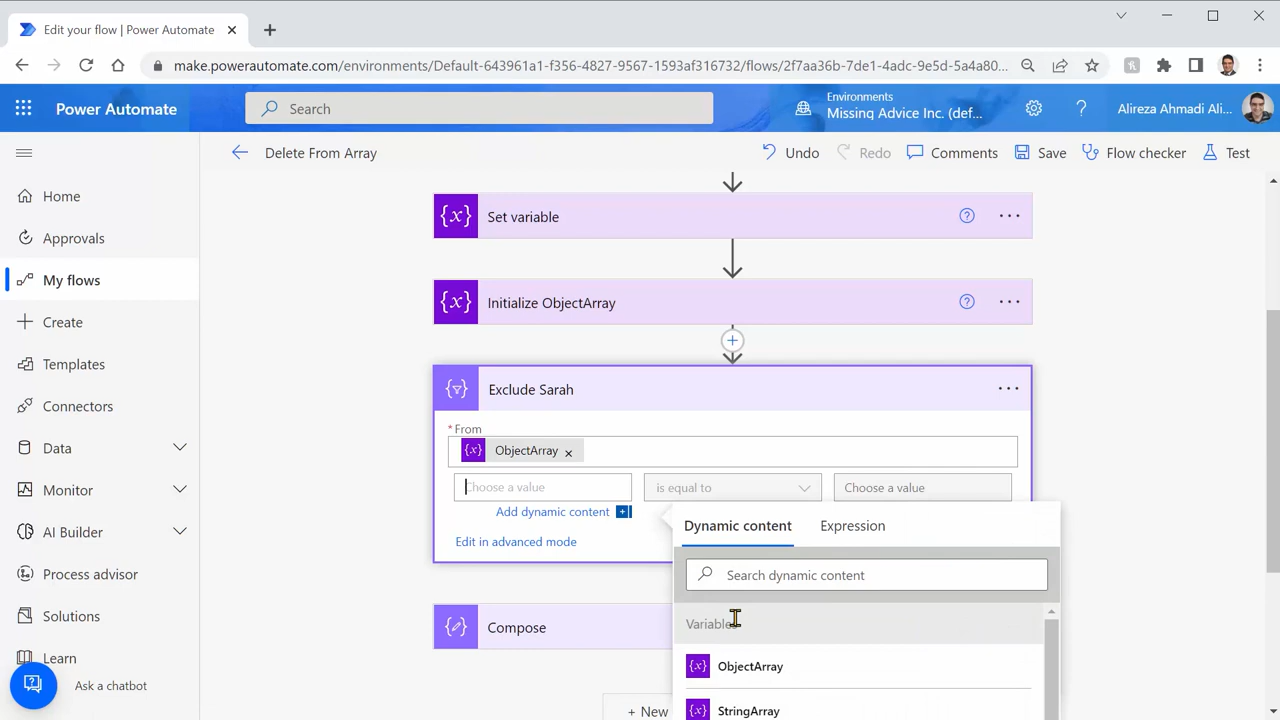 Edit your flow | Power Automate
make.powerautomate.com/environments/Default-643961a1-f356-4827-9567-1593af316732/flows/2f7aa36b-7de1-4adc-9e5d-5a4a80...
Power Automate
Search
Environments
Missing Advice Inc. (def...
Alireza Ahmadi Ali...
Delete From Array
Undo
Redo
Comments
Save
Flow checker
Test
Home
Approvals
My flows
Create
Templates
Connectors
Data
Monitor
AI Builder
Process advisor
Solutions
Learn
Ask a chatbot
{x} Set variable
{x} Initialize ObjectArray
Exclude Sarah
* From
{x} ObjectArray ×
Choose a value
is equal to
Choose a value
Add dynamic content
Edit in advanced mode
Compose
+ New
Dynamic content
Expression
Search dynamic content
Variables
{x} ObjectArray
{x} StringArray